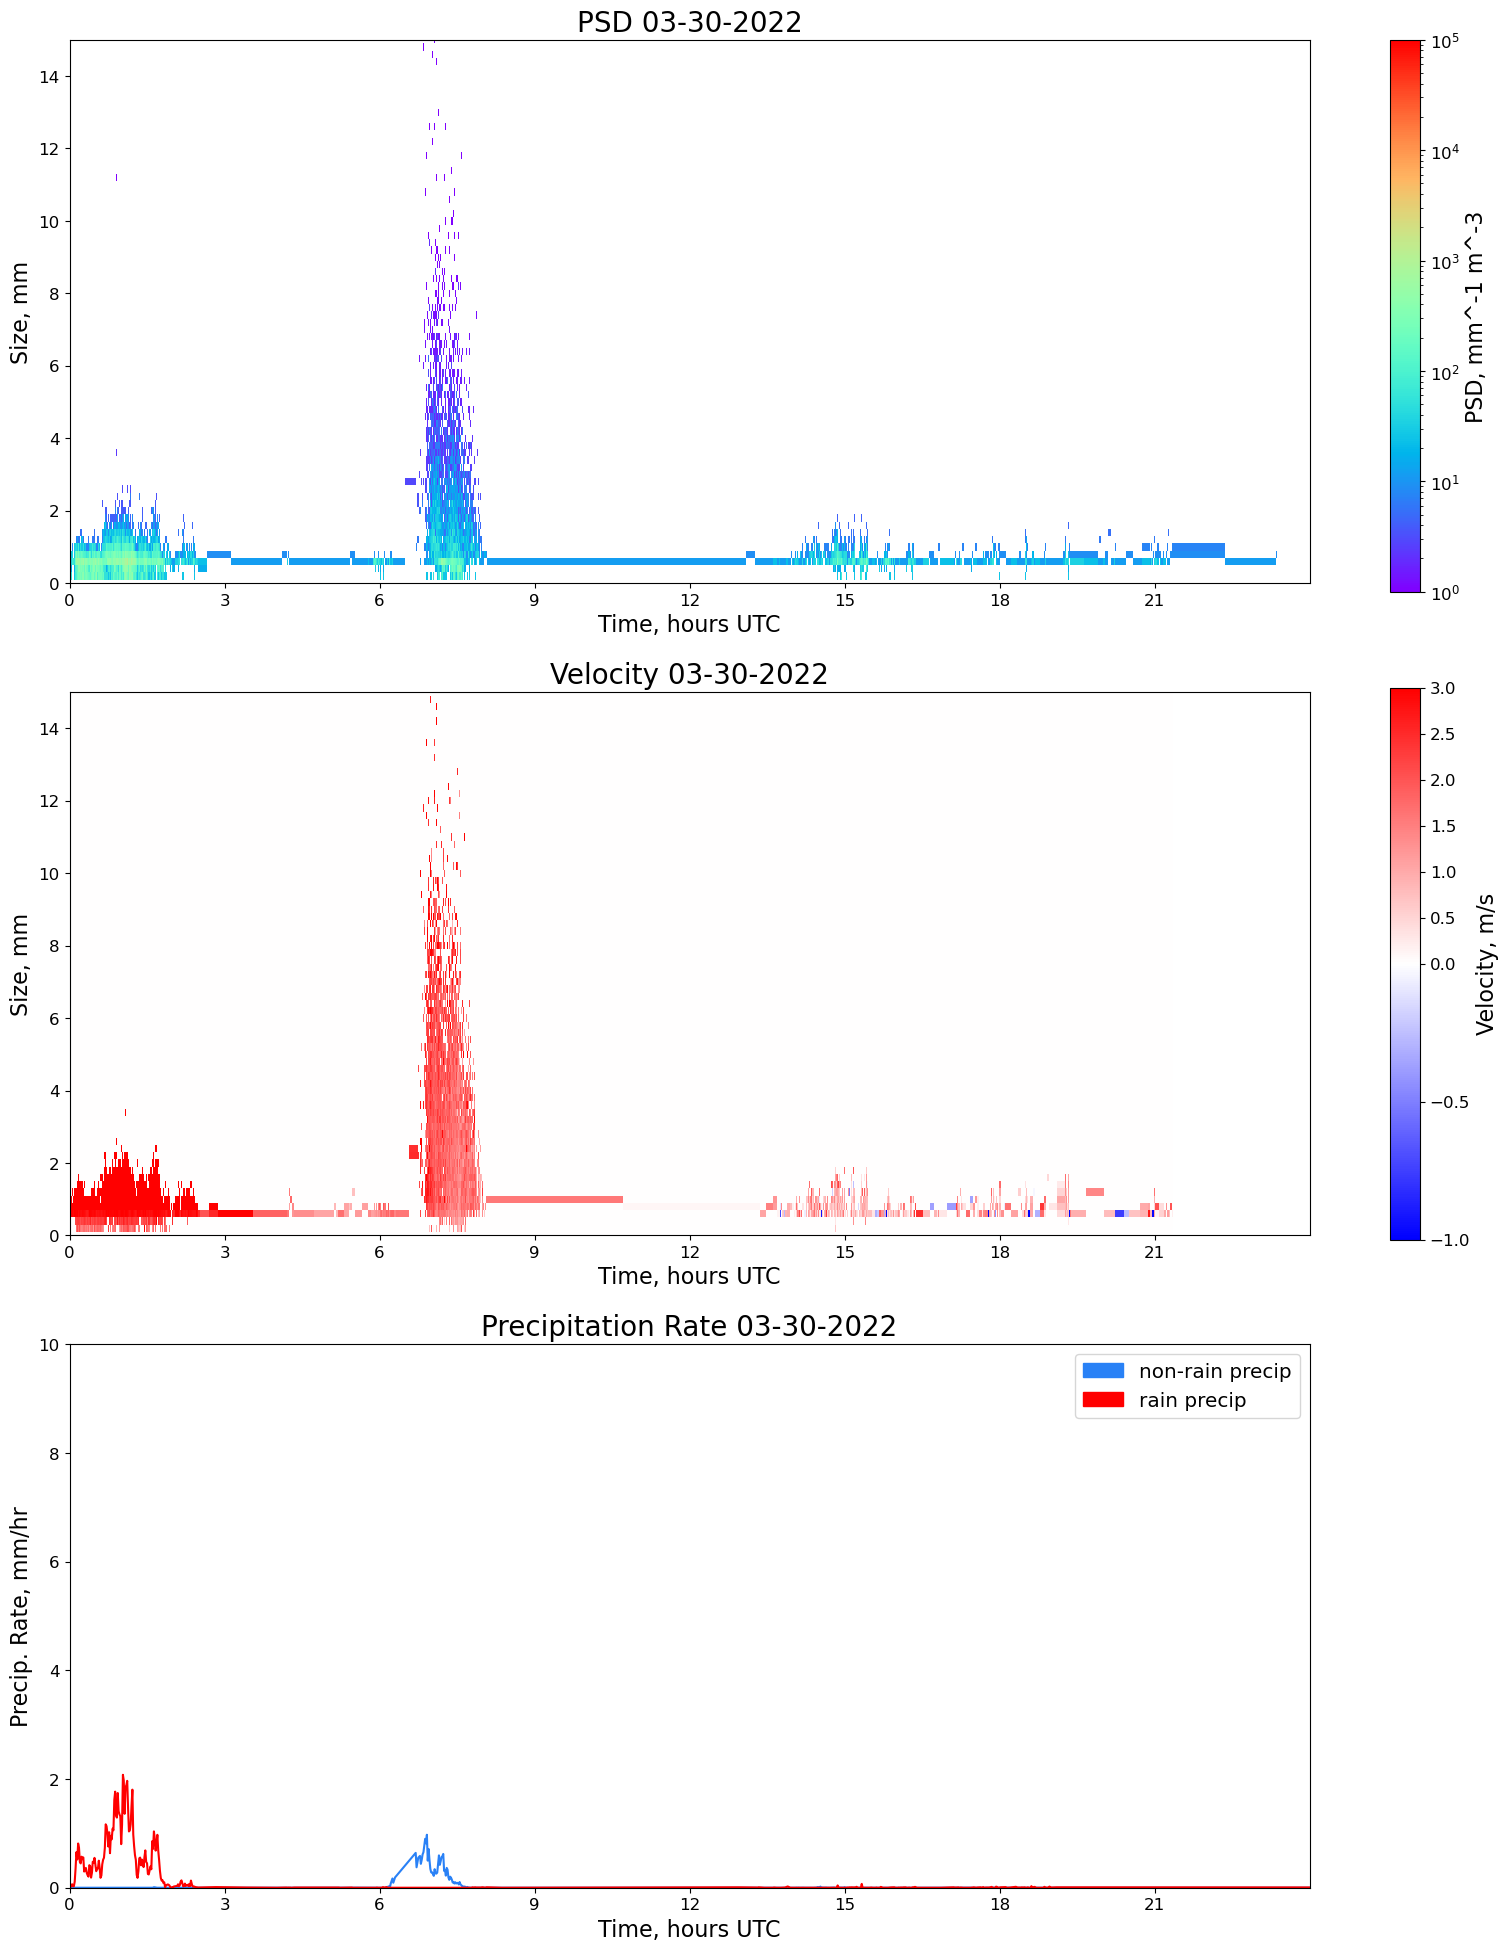 PSD 03-30-2022
14
12
10
8
6
4
2
0
Size, mm
0 3 6 9 12 15 18 21
Time, hours UTC
10^5
10^4
10^3
10^2
10^1
10^0
PSD, mm^-1 m^-3
Velocity 03-30-2022
14
12
10
8
6
4
2
0
Size, mm
0 3 6 9 12 15 18 21
Time, hours UTC
3.0
2.5
2.0
1.5
1.0
0.5
0.0
−0.5
−1.0
Velocity, m/s
Precipitation Rate 03-30-2022
10
8
6
4
2
0
Precip. Rate, mm/hr
non-rain precip
rain precip
0 3 6 9 12 15 18 21
Time, hours UTC